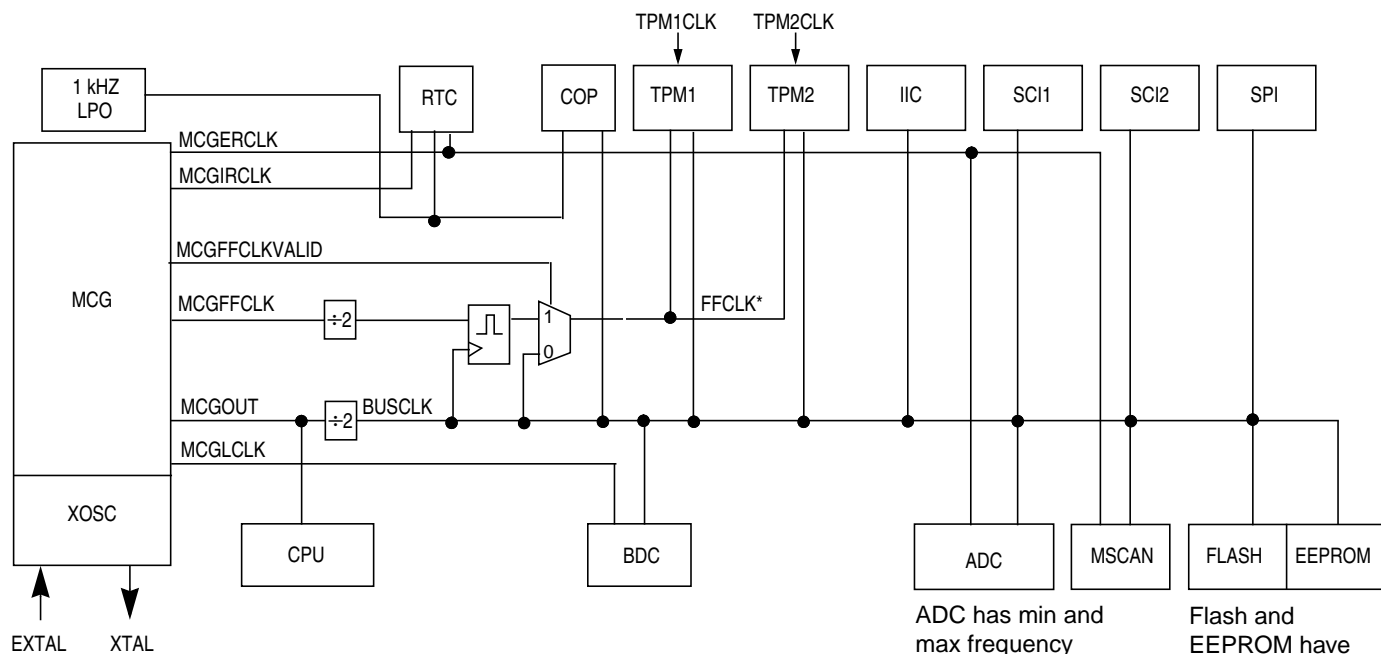 TPM1CLK
TPM2CLK
1 kHZ
LPO
RTC
COP
TPM1
TPM2
IIC
SCI1
SCI2
SPI
MCGERCLK
MCGIRCLK
MCGFFCLKVALID
MCG
MCGFFCLK
÷2
1
0
FFCLK*
MCGOUT
÷2
BUSCLK
MCGLCLK
XOSC
CPU
BDC
ADC
MSCAN
FLASH
EEPROM
EXTAL
XTAL
ADC has min and
max frequency
Flash and
EEPROM have